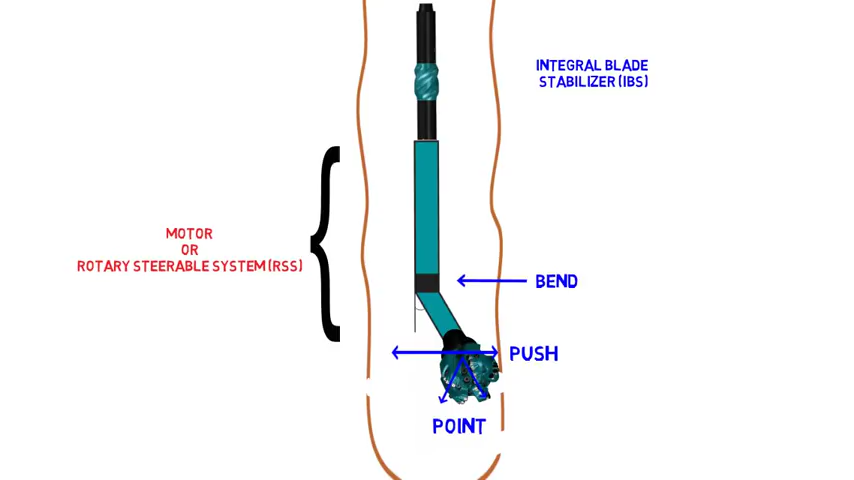 INTEGRAL BLADE
STABILIZER (IBS)
MOTOR
OR
ROTARY STEERABLE SYSTEM (RSS)
BEND
PUSH
POINT